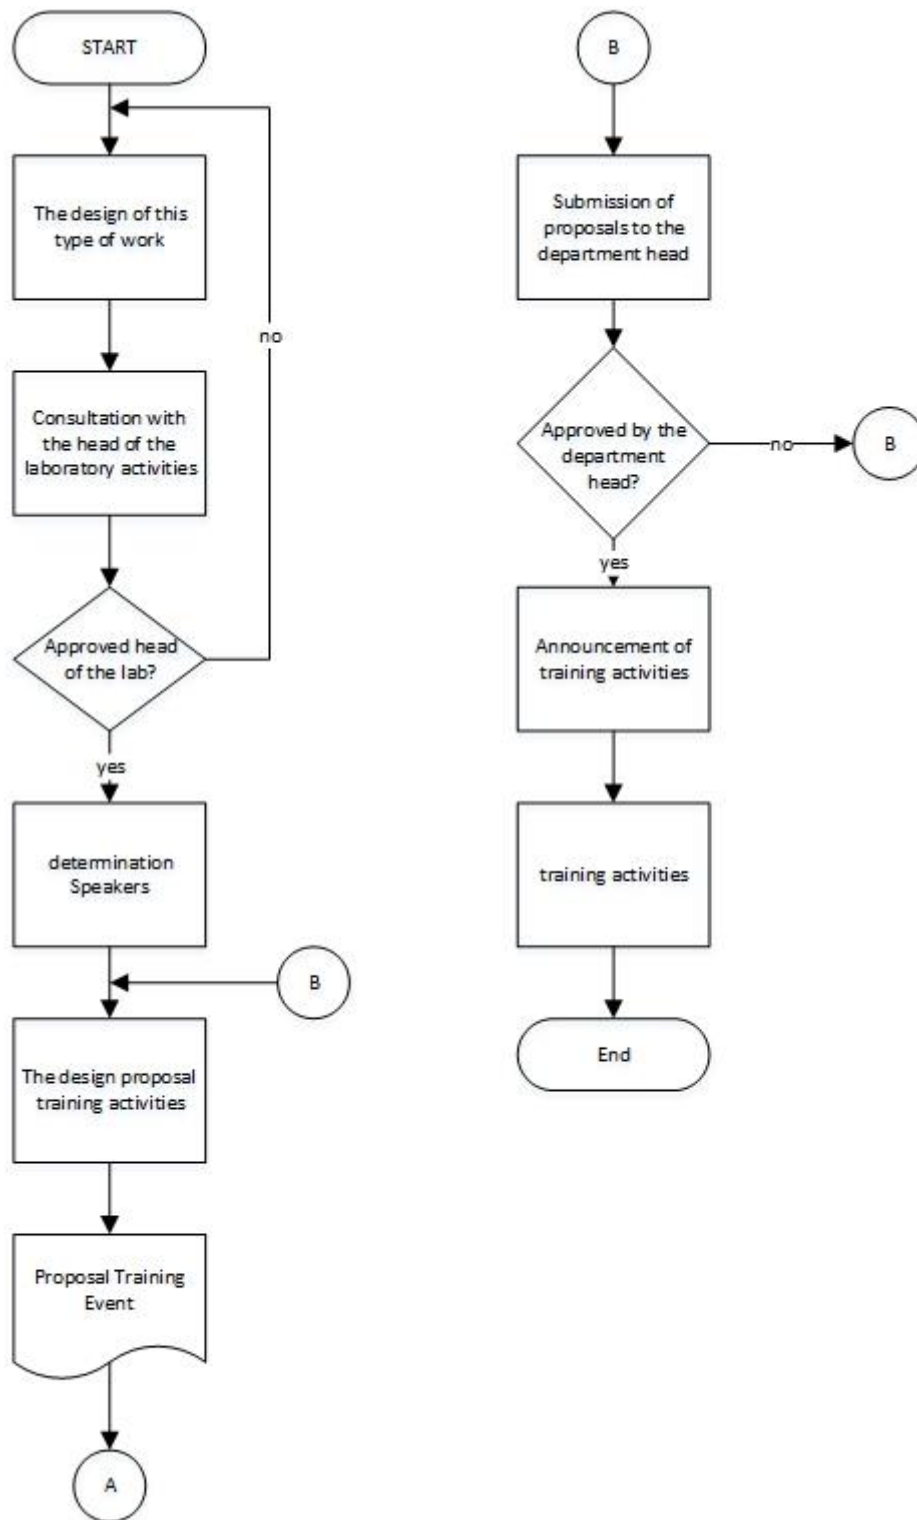 START
The design of this
type of work
no
Consultation with
the head of the
laboratory activities
Approved head
of the lab?
yes
determination
Speakers
B
The design proposal
training activities
Proposal Training
Event
A
B
Submission of
proposals to the
department head
Approved by the
department
head?
no
B
yes
Announcement of
training activities
training activities
End